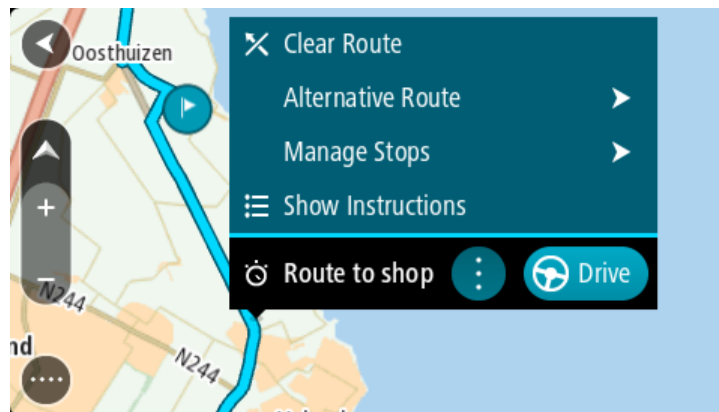 Oosthuizen
Clear Route
Alternative Route
Manage Stops
Show Instructions
Route to shop
Drive
N244
nd
N244